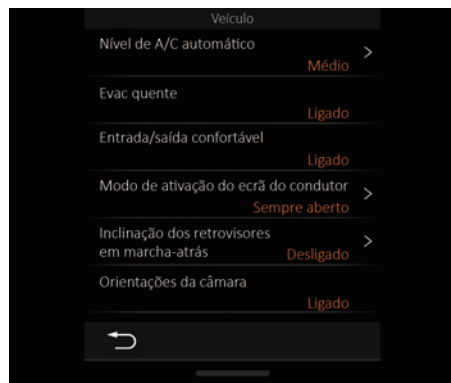 Veículo
Nível de A/C automático
Médio
Evac quente
Ligado
Entrada/saída confortável
Ligado
Modo de ativação do ecrã do condutor
Sempre aberto
Inclinação dos retrovisores
em marcha-atrás
Desligado
Orientações da câmara
Ligado